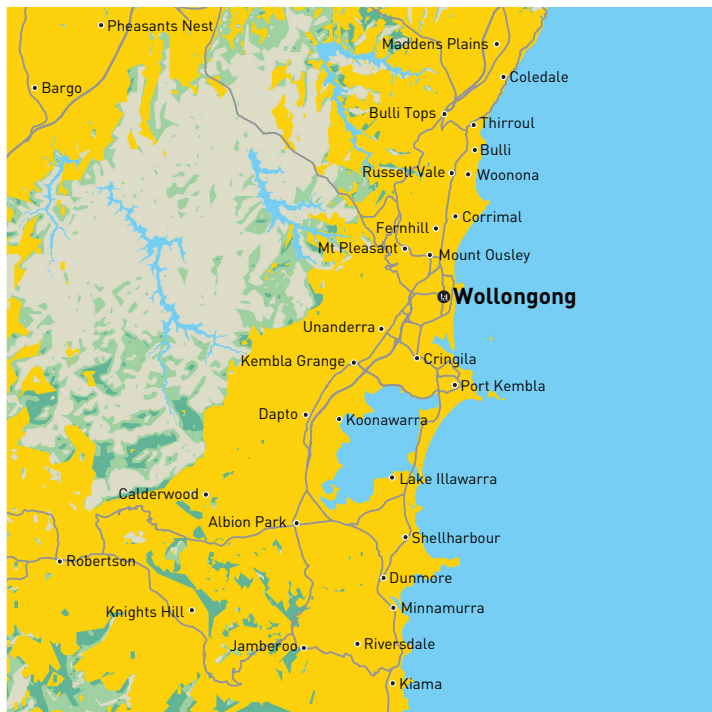 Pheasants Nest
Maddens Plains
Coledale
Bargo
Bulli Tops
Thirroul
Bulli
Russell Vale
Woonona
Corrimal
Fernhill
Mt Pleasant
Mount Ousley
Wollongong
Unanderra
Kembla Grange
Cringila
Port Kembla
Dapto
Koonawarra
Lake Illawarra
Calderwood
Albion Park
Shellharbour
Robertson
Dunmore
Knights Hill
Minnamurra
Jamberoo
Riversdale
Kiama